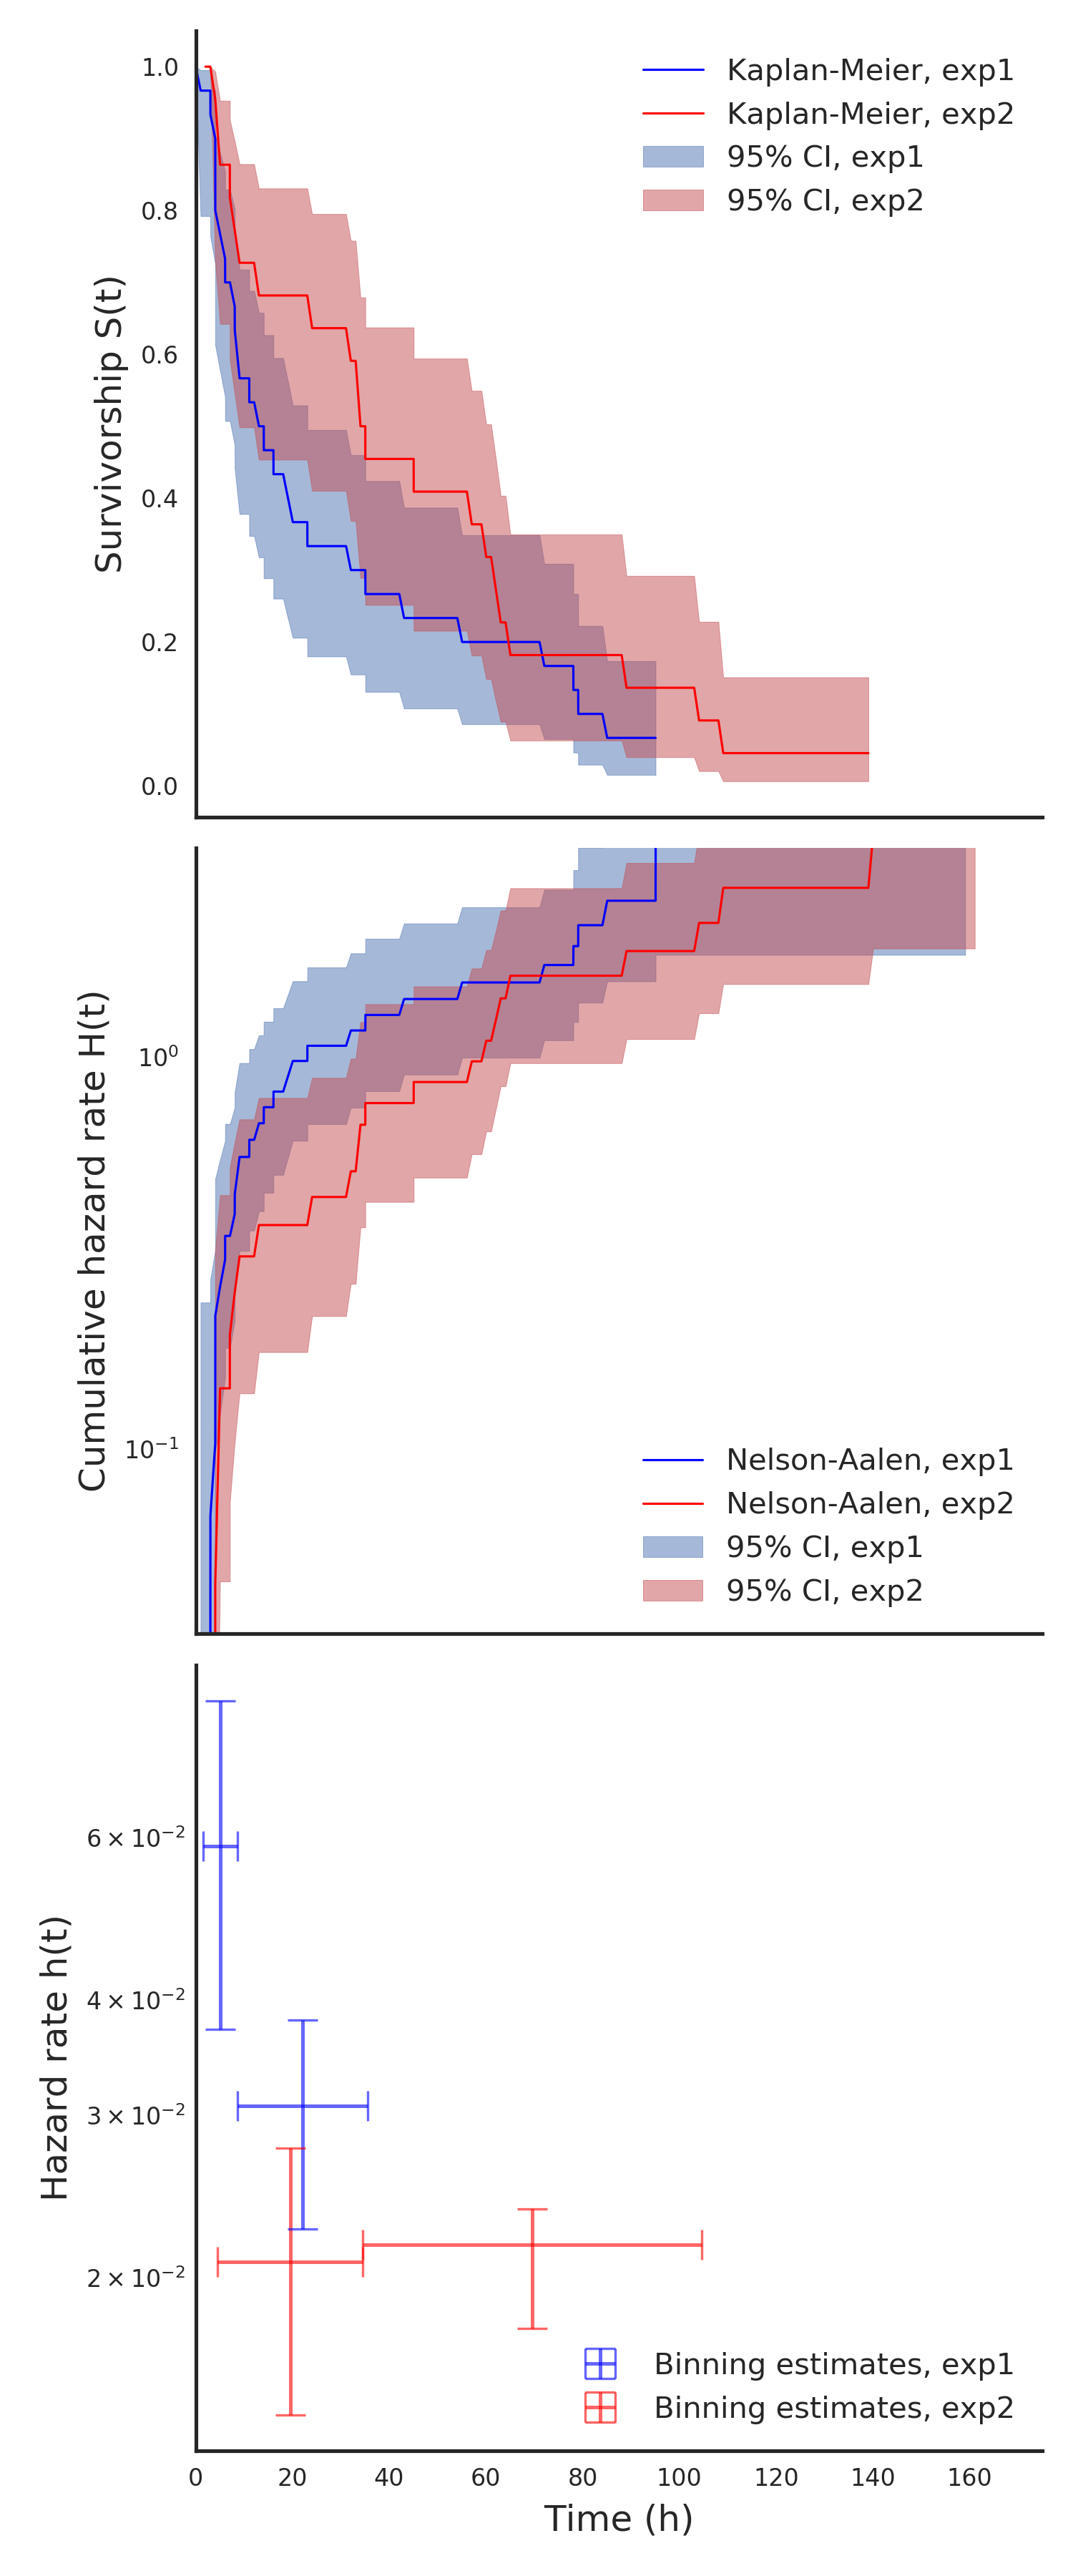 Kaplan-Meier, exp1
Kaplan-Meier, exp2
95% CI, exp1
95% CI, exp2
1.0
0.8
0.6
0.4
0.2
0.0
Survivorship S(t)
10⁰
10⁻¹
Cumulative hazard rate H(t)
Nelson-Aalen, exp1
Nelson-Aalen, exp2
95% CI, exp1
95% CI, exp2
6 × 10⁻²
4 × 10⁻²
3 × 10⁻²
2 × 10⁻²
Hazard rate h(t)
Binning estimates, exp1
Binning estimates, exp2
0 20 40 60 80 100 120 140 160
Time (h)